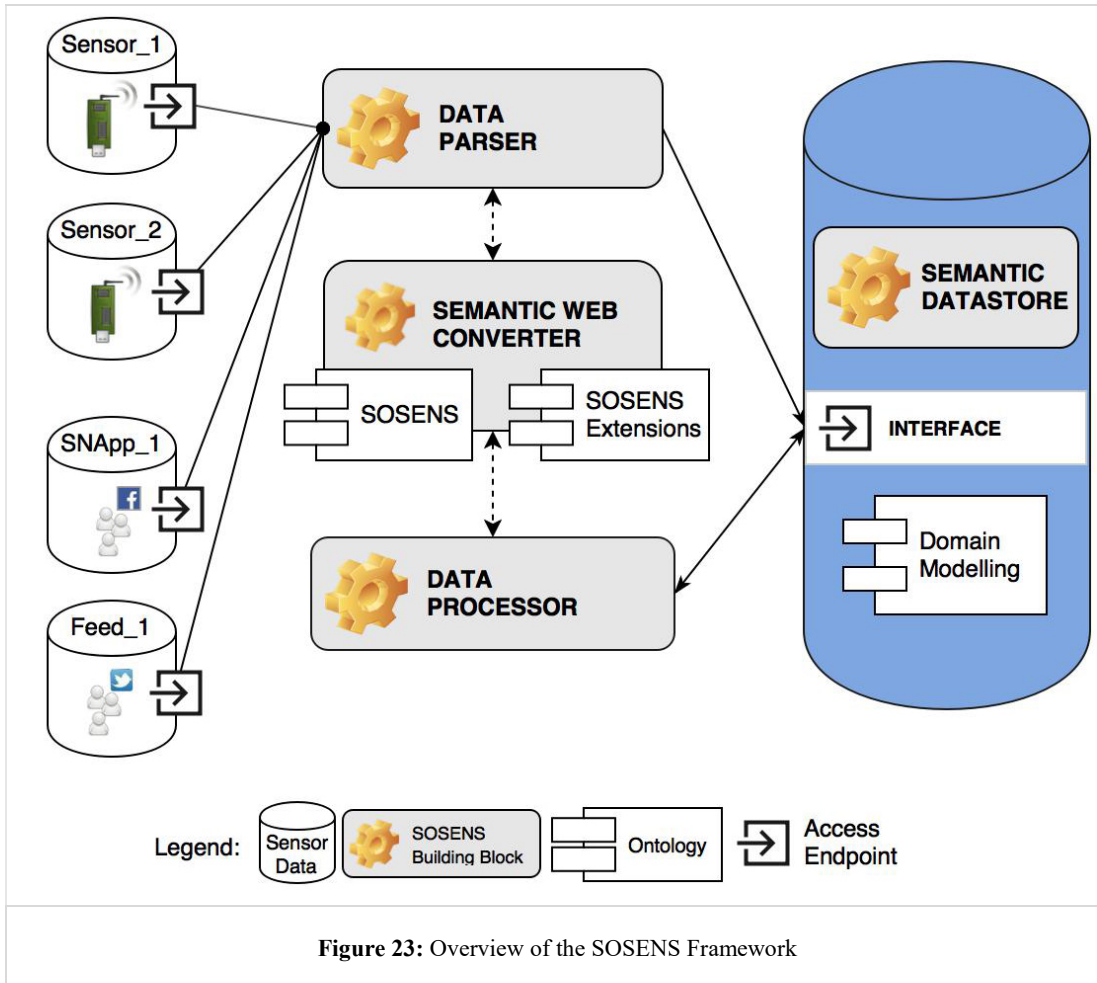 Sensor_1
Sensor_2
SNApp_1
Feed_1
DATA
PARSER
SEMANTIC WEB
CONVERTER
SOSENS
SOSENS
Extensions
DATA
PROCESSOR
SEMANTIC
DATASTORE
INTERFACE
Domain
Modelling
Legend:
Sensor
Data
SOSENS
Building Block
Ontology
Access
Endpoint
Figure 23: Overview of the SOSENS Framework